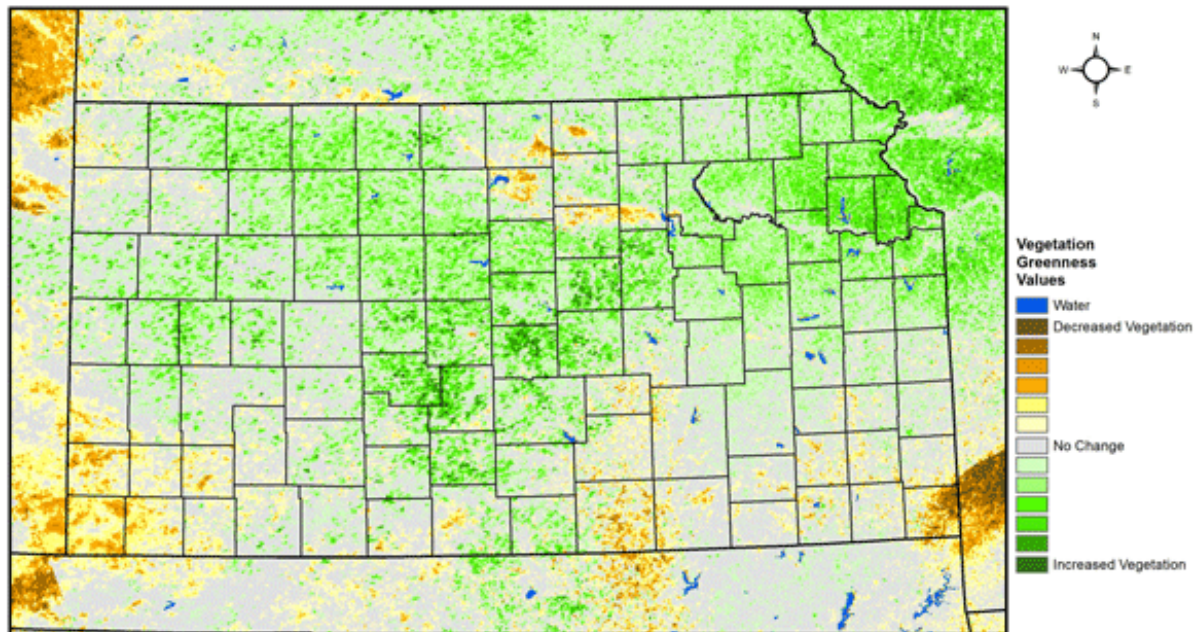 N
W E
S
Vegetation
Greenness
Values
Water
Decreased Vegetation
No Change
Increased Vegetation